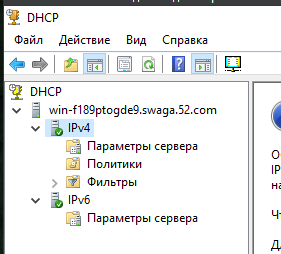 DHCP
Файл Действие Вид Справка
DHCP
win-f189ptogde9.swaga.52.com
IPv4
Параметры сервера
Политики
Фильтры
IPv6
Параметры сервера